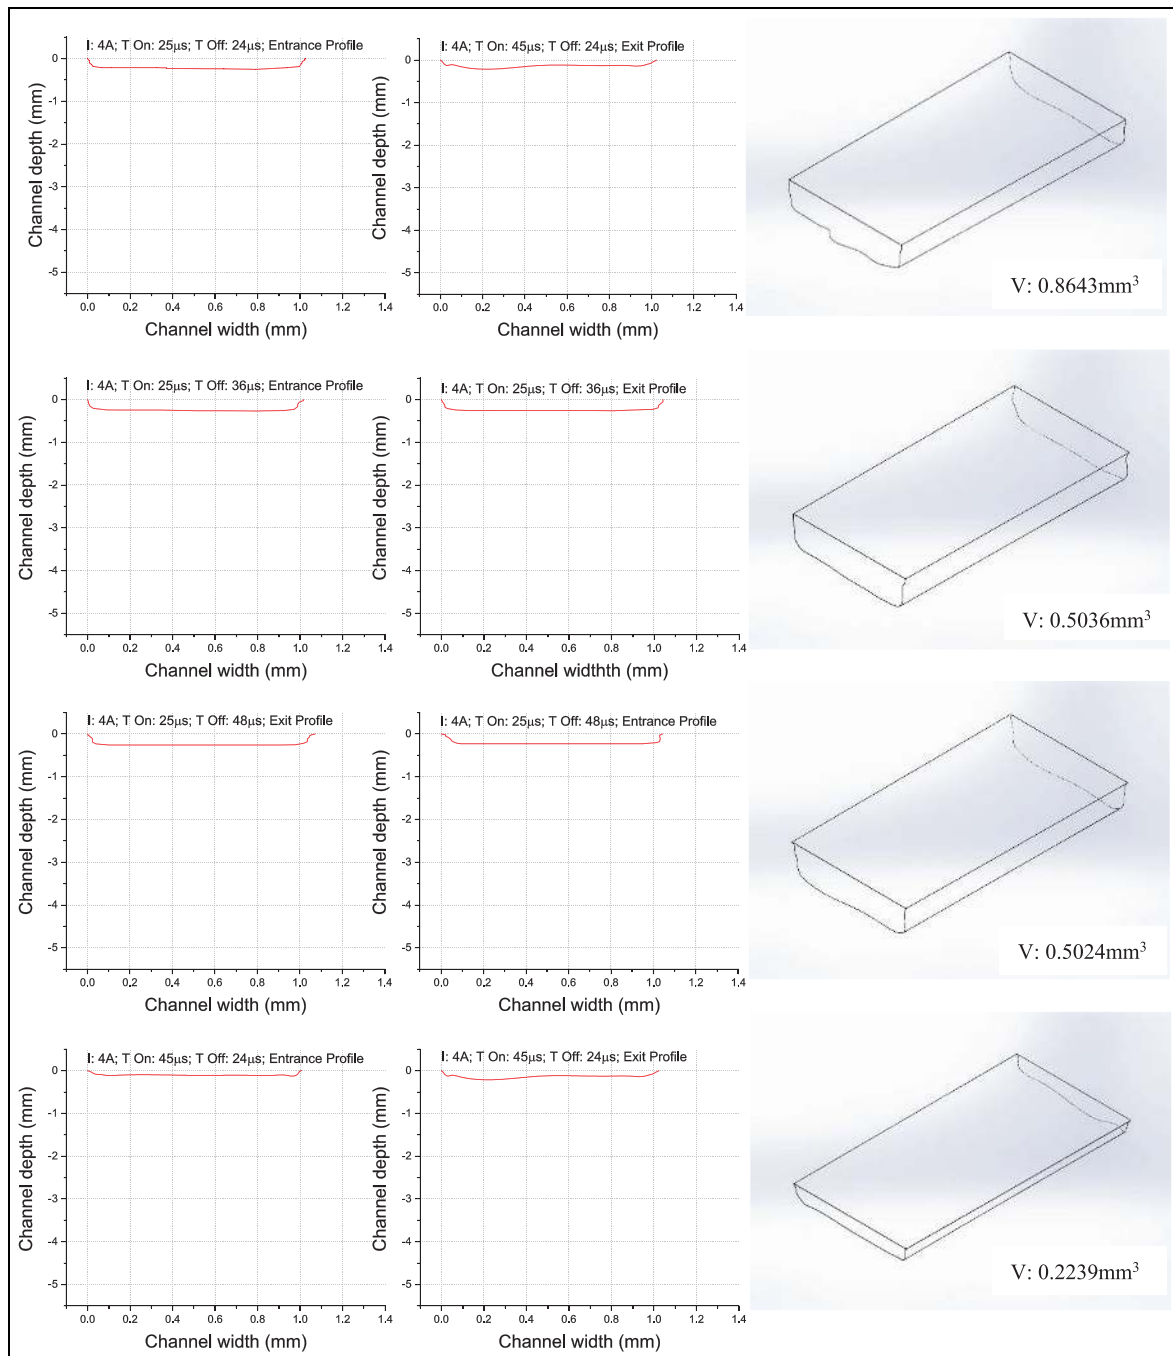 I: 4A; T On: 25μs; T Off: 24μs; Entrance Profile
0
-1
-2
-3
-4
-5
Channel depth (mm)
0.0 0.2 0.4 0.6 0.8 1.0 1.2 1.4
Channel width (mm)
I: 4A; T On: 45μs; T Off: 24μs; Exit Profile
0
-1
-2
-3
-4
-5
Channel depth (mm)
0.0 0.2 0.4 0.6 0.8 1.0 1.2 1.4
Channel width (mm)
V: 0.8643mm³
I: 4A; T On: 25μs; T Off: 36μs; Entrance Profile
0
-1
-2
-3
-4
-5
Channel depth (mm)
0.0 0.2 0.4 0.6 0.8 1.0 1.2 1.4
Channel width (mm)
I: 4A; T On: 25μs; T Off: 36μs; Exit Profile
0
-1
-2
-3
-4
-5
Channel depth (mm)
0.0 0.2 0.4 0.6 0.8 1.0 1.2 1.4
Channel widthth (mm)
V: 0.5036mm³
I: 4A; T On: 25μs; T Off: 48μs; Exit Profile
0
-1
-2
-3
-4
-5
Channel depth (mm)
0.0 0.2 0.4 0.6 0.8 1.0 1.2 1.4
Channel width (mm)
I: 4A; T On: 25μs; T Off: 48μs; Entrance Profile
0
-1
-2
-3
-4
-5
Channel depth (mm)
0.0 0.2 0.4 0.6 0.8 1.0 1.2 1.4
Channel width (mm)
V: 0.5024mm³
I: 4A; T On: 45μs; T Off: 24μs; Entrance Profile
0
-1
-2
-3
-4
-5
Channel depth (mm)
0.0 0.2 0.4 0.6 0.8 1.0 1.2 1.4
Channel width (mm)
I: 4A; T On: 45μs; T Off: 24μs; Exit Profile
0
-1
-2
-3
-4
-5
Channel depth (mm)
0.0 0.2 0.4 0.6 0.8 1.0 1.2 1.4
Channel width (mm)
V: 0.2239mm³